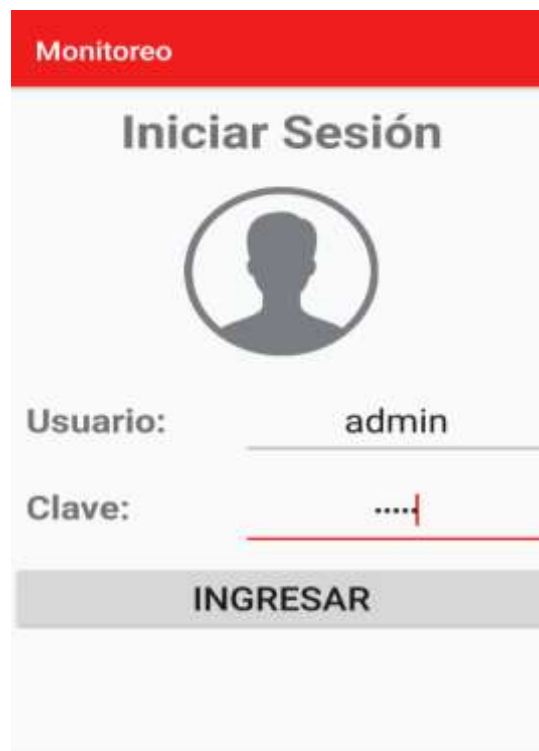 Monitoreo
Iniciar Sesión
Usuario: admin
Clave: •••••
INGRESAR